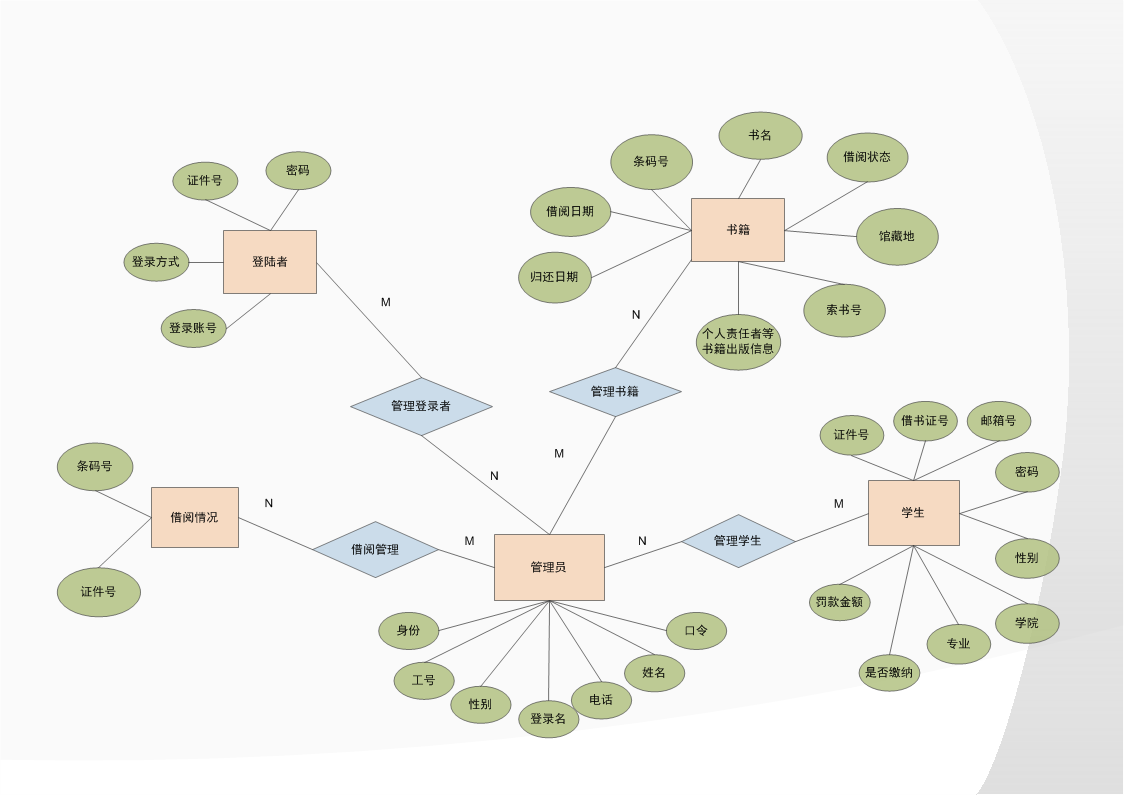 书名
条码号
借阅状态
密码
证件号
借阅日期
书籍
馆藏地
登录方式
登陆者
归还日期
M
N
索书号
登录账号
个人责任者等
书籍出版信息
管理书籍
管理登录者
借书证号
邮箱号
证件号
M
条码号
密码
N
N
M
借阅情况
学生
M
N
管理学生
借阅管理
性别
管理员
证件号
罚款金额
学院
身份
口令
专业
工号
姓名
是否缴纳
性别
电话
登录名